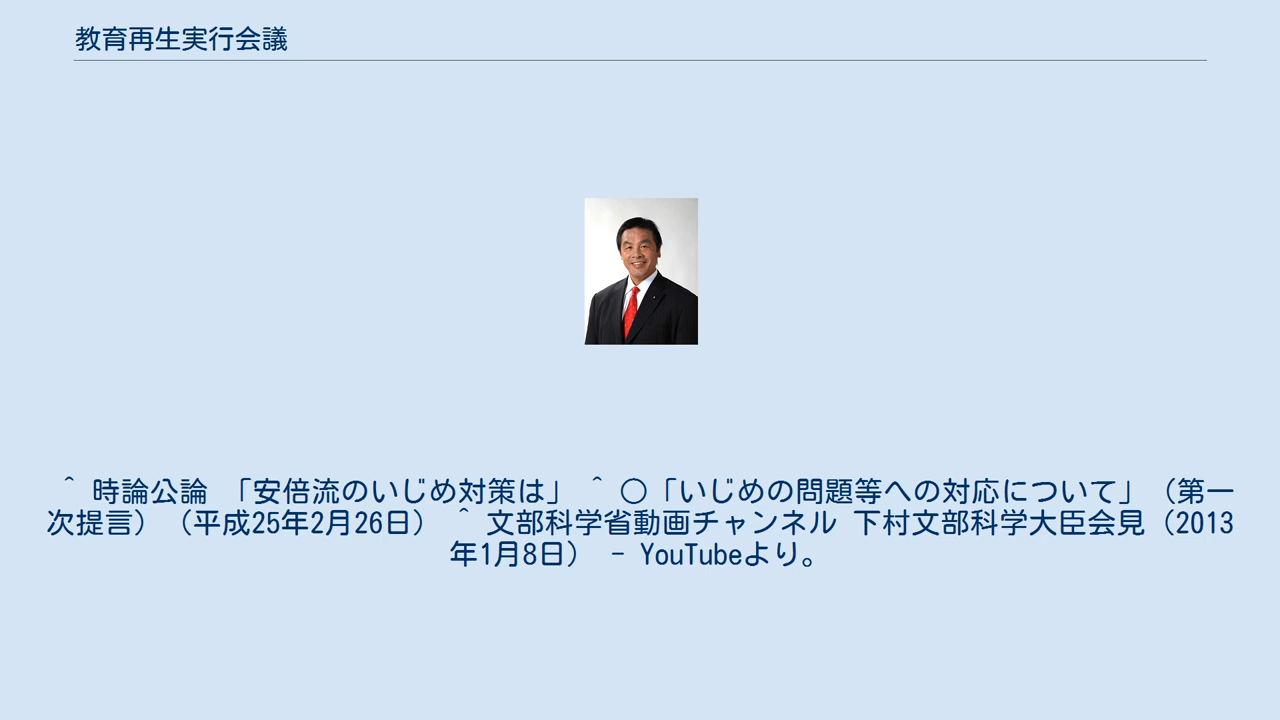 教育再生実行会議
^ 時論公論 「安倍流のいじめ対策は」 ^ ○「いじめの問題等への対応について」（第一
次提言）（平成25年2月26日） ^ 文部科学省動画チャンネル 下村文部科学大臣会見（2013
年1月8日） - YouTubeより。